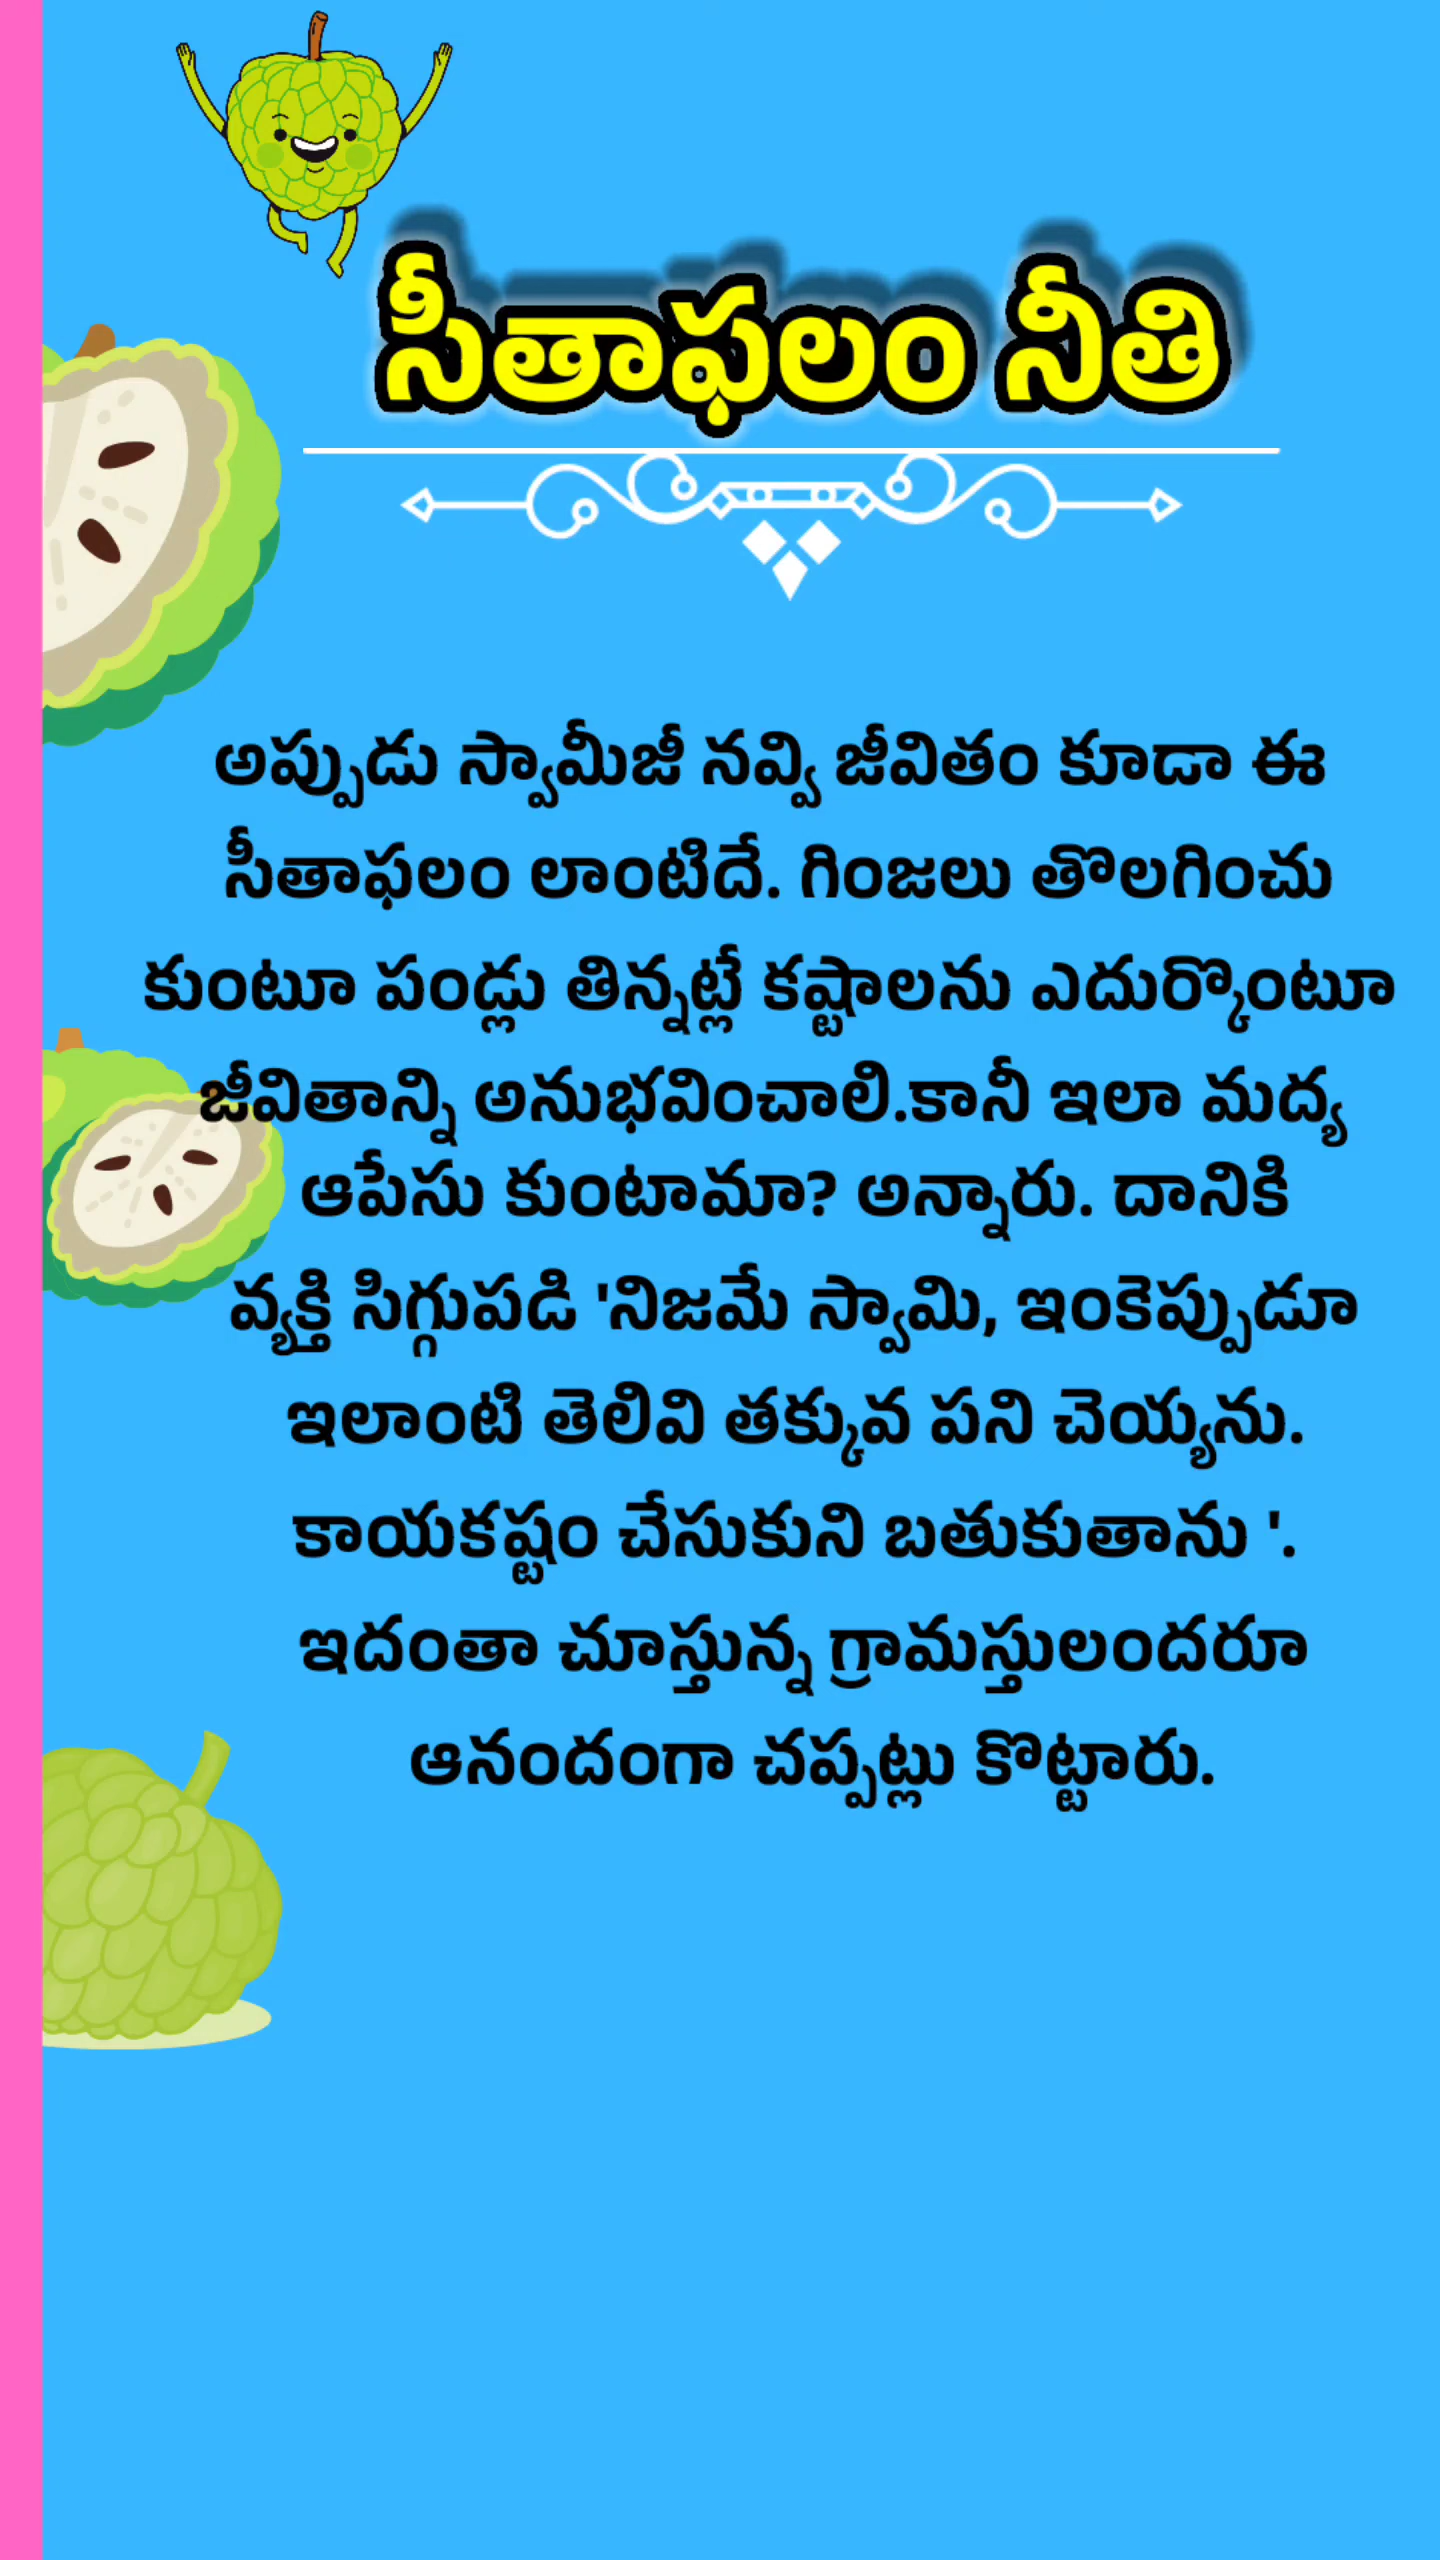 సీతాఫలం నీతి
అప్పుడు స్వామీజీ నవ్వి జీవితం కూడా ఈ
సీతాఫలం లాంటిదే. గింజలు తొలగించు
కుంటూ పండ్లు తిన్నట్లే కష్టాలను ఎదుర్కొంటూ
జీవితాన్ని అనుభవించాలి.కానీ ఇలా మద్య
ఆపేసు కుంటామా? అన్నారు. దానికి
వ్యక్తి సిగ్గుపడి 'నిజమే స్వామి, ఇంకెప్పుడూ
ఇలాంటి తెలివి తక్కువ పని చెయ్యను.
కాయకష్టం చేసుకుని బతుకుతాను '.
ఇదంతా చూస్తున్న గ్రామస్తులందరూ
ఆనందంగా చప్పట్లు కొట్టారు.